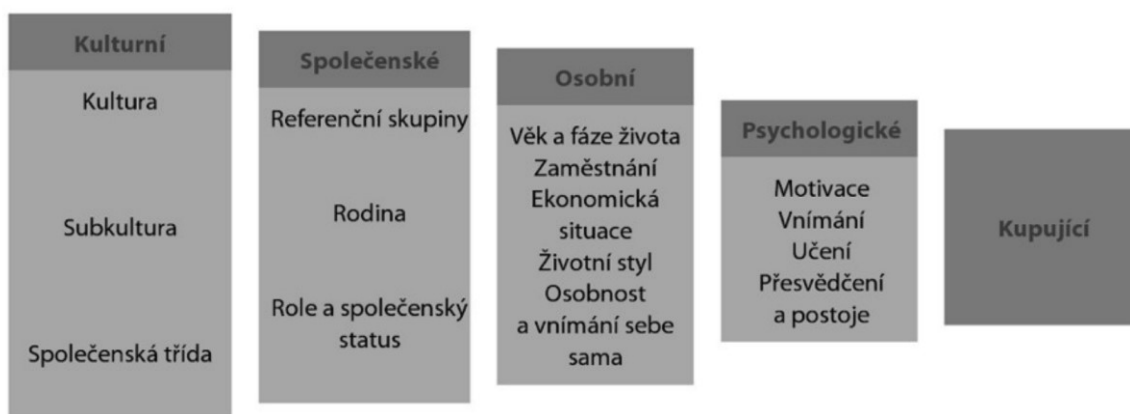 Kulturní
Kultura
Subkultura
Společenská třída
Společenské
Referenční skupiny
Rodina
Role a společenský
status
Osobní
Věk a fáze života
Zaměstnání
Ekonomická
situace
Životní styl
Osobnost
a vnímání sebe
sama
Psychologické
Motivace
Vnímání
Učení
Přesvědčení
a postoje
Kupující